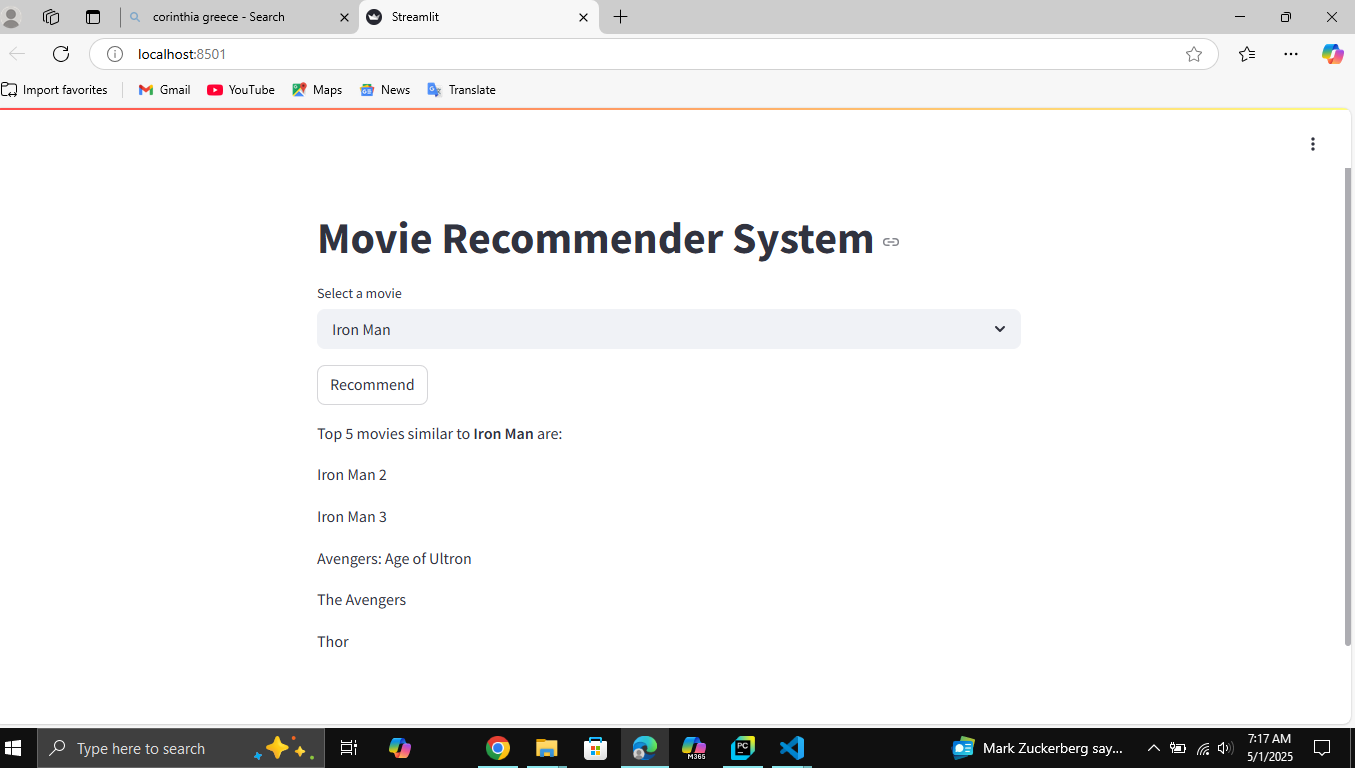 corinthia greece - Search
Streamlit
localhost:8501
Import favorites
Gmail
YouTube
Maps
News
Translate
Movie Recommender System
Select a movie
Iron Man
Recommend
Top 5 movies similar to Iron Man are:
Iron Man 2
Iron Man 3
Avengers: Age of Ultron
The Avengers
Thor
Type here to search
M365
PC
Mark Zuckerberg say...
7:17 AM
5/1/2025